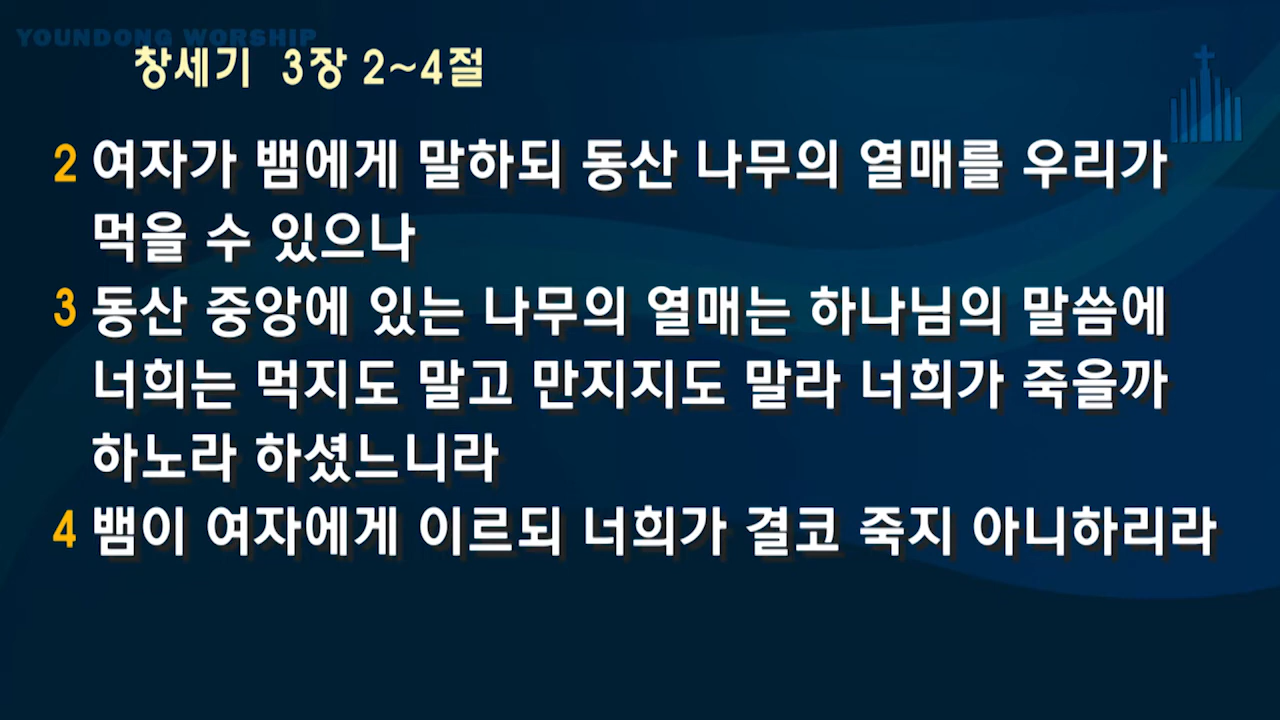 YOUNDONG WORSHIP
창세기 3장 2~4절
2 여자가 뱀에게 말하되 동산 나무의 열매를 우리가
먹을 수 있으나
3 동산 중앙에 있는 나무의 열매는 하나님의 말씀에
너희는 먹지도 말고 만지지도 말라 너희가 죽을까
하노라 하셨느니라
4 뱀이 여자에게 이르되 너희가 결코 죽지 아니하리라